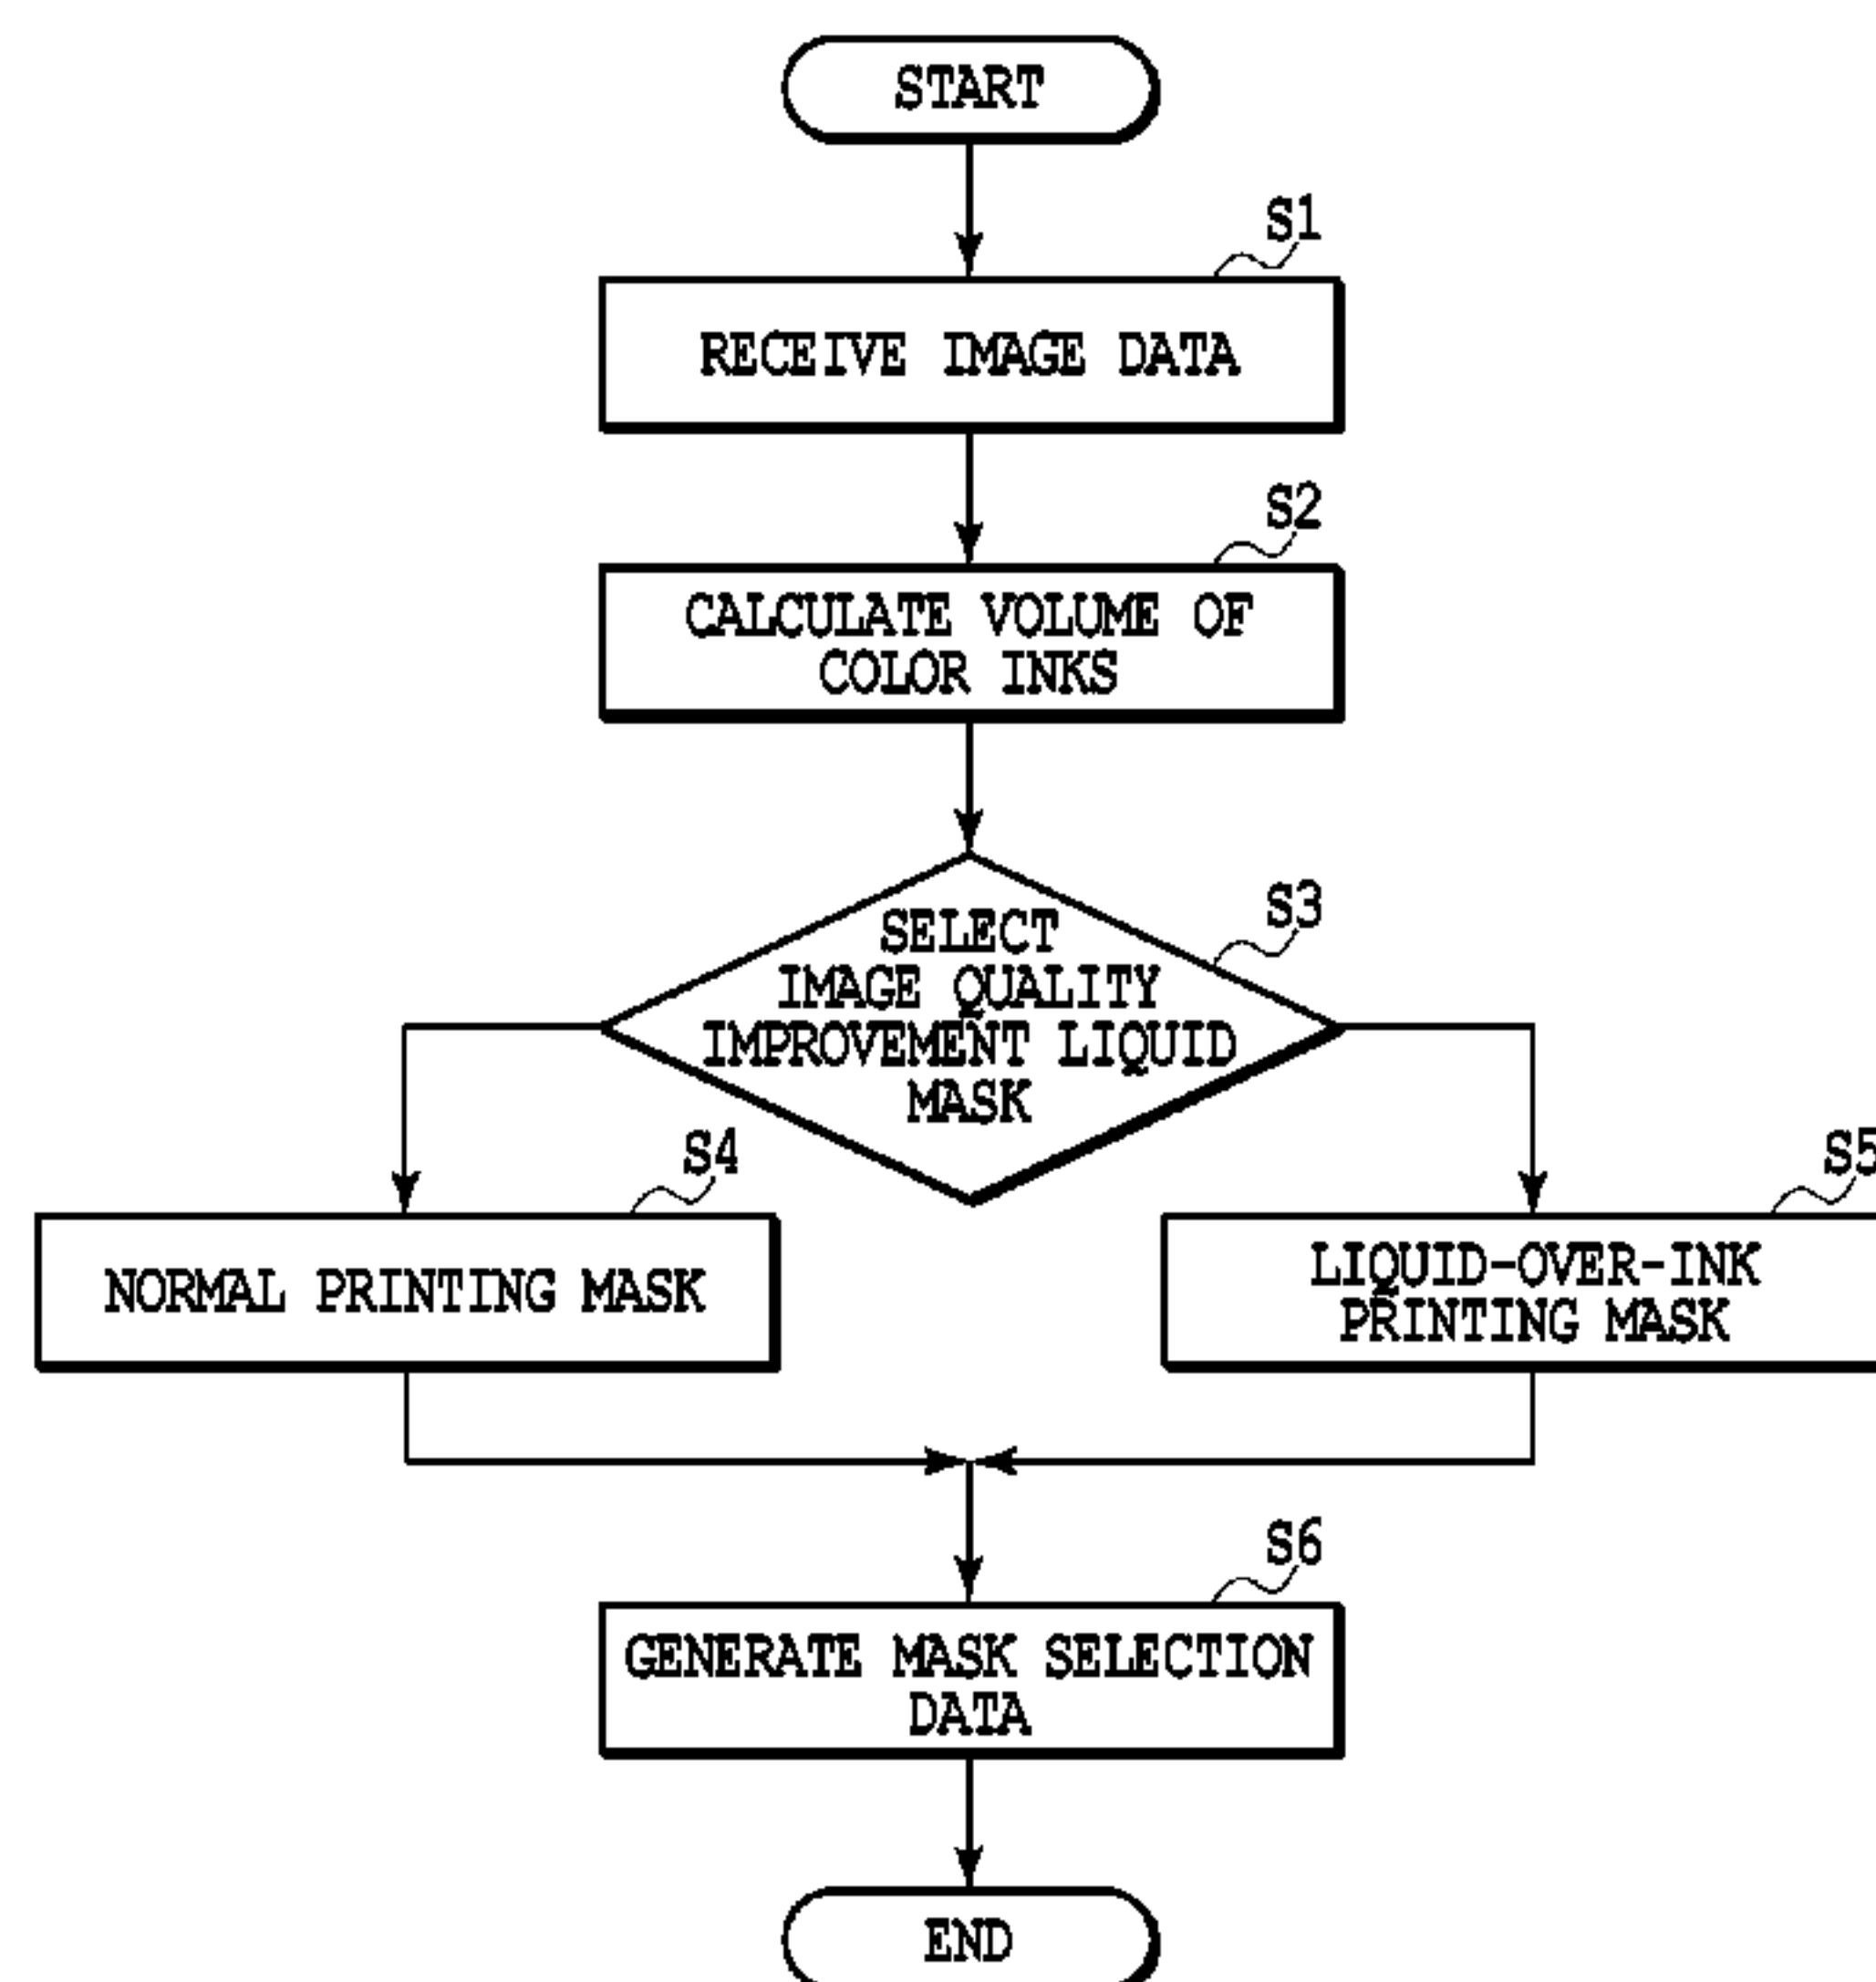 START
S1
RECEIVE IMAGE DATA
S2
CALCULATE VOLUME OF
COLOR INKS
S3
SELECT
IMAGE QUALITY
IMPROVEMENT LIQUID
MASK
S4
NORMAL PRINTING MASK
S5
LIQUID-OVER-INK
PRINTING MASK
S6
GENERATE MASK SELECTION
DATA
END